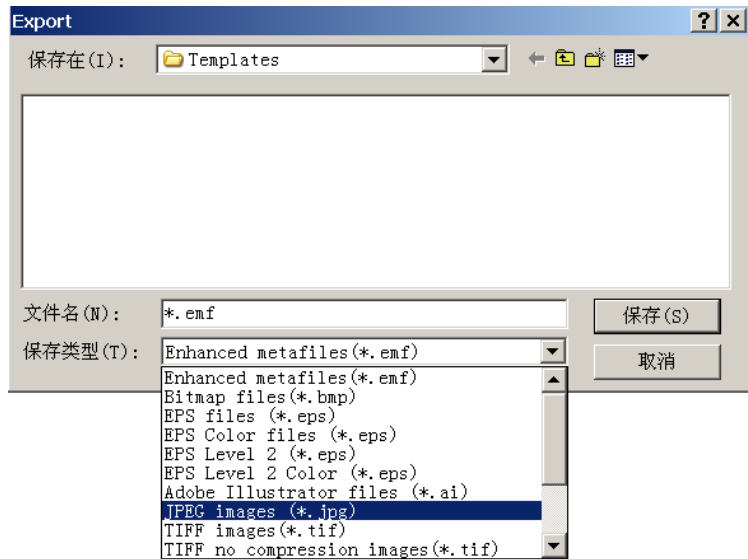 Export
保存在(I):
Templates
文件名(N):
*.emf
保存(S)
保存类型(T):
Enhanced metafiles(*.emf)
取消
Enhanced metafiles(*.emf)
Bitmap files(*.bmp)
EPS files (*.eps)
EPS Color files (*.eps)
EPS Level 2 (*.eps)
EPS Level 2 Color (*.eps)
Adobe Illustrator files (*.ai)
JPEG images (*.jpg)
TIFF images(*.tif)
TIFF no compression images(*.tif)